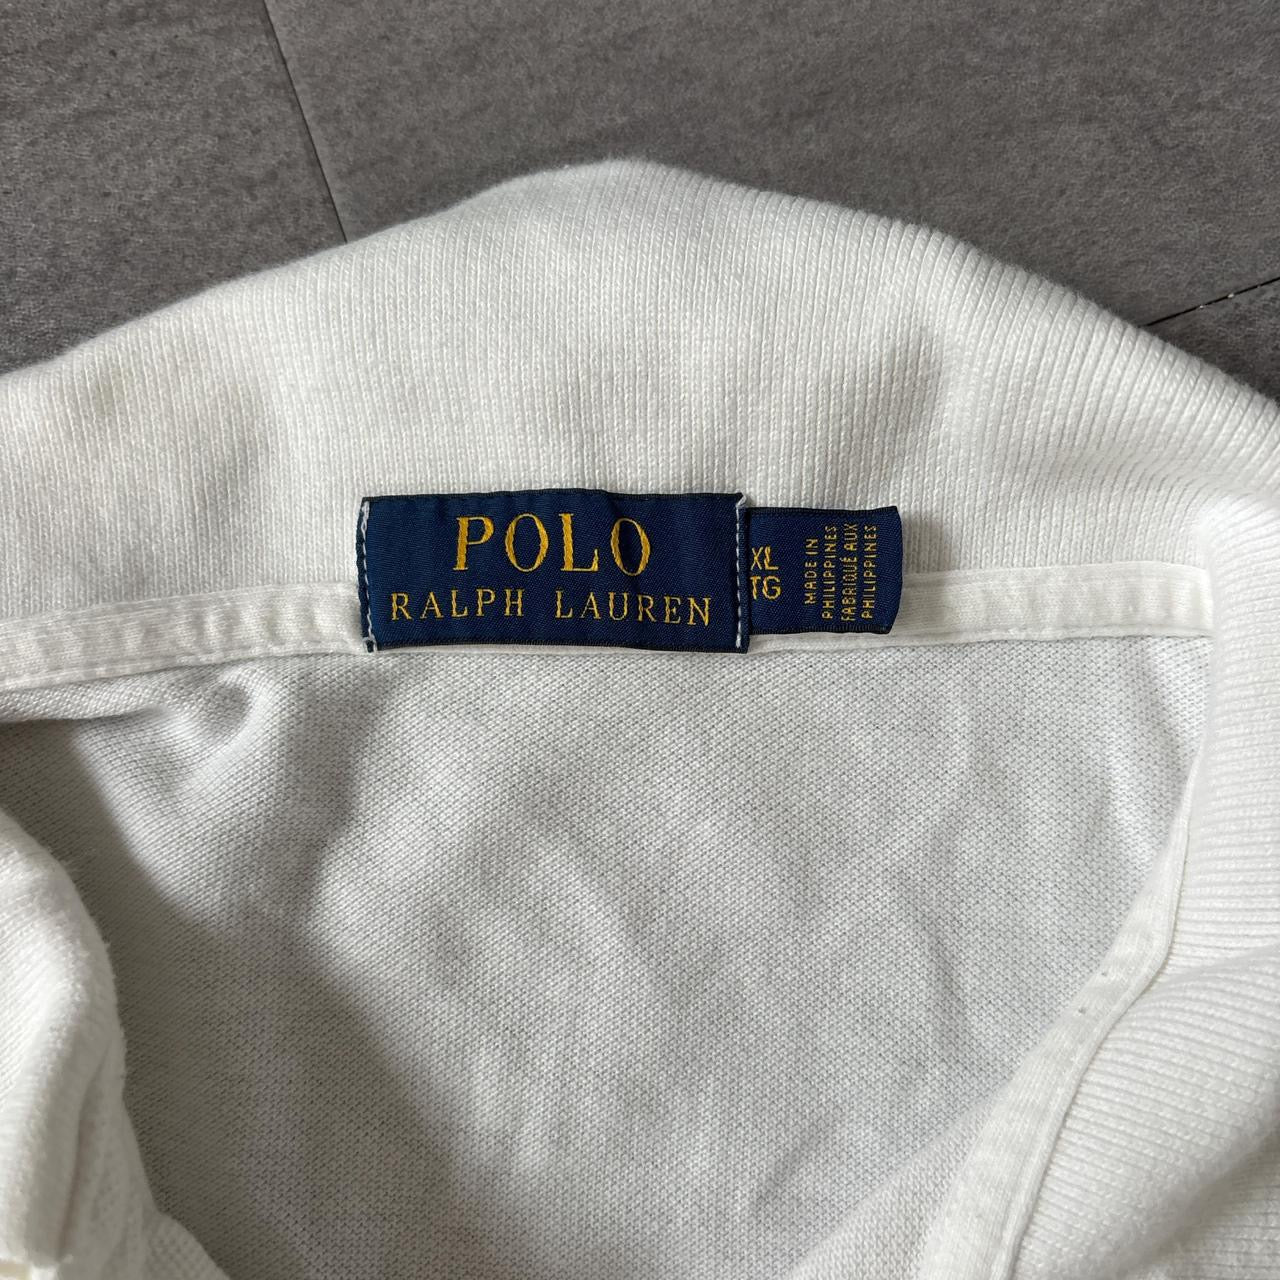 POLO
RALPH LAUREN
XL
TG
MADE IN
PHILIPPINES
FABRIQUÉ AUX
PHILIPPINES